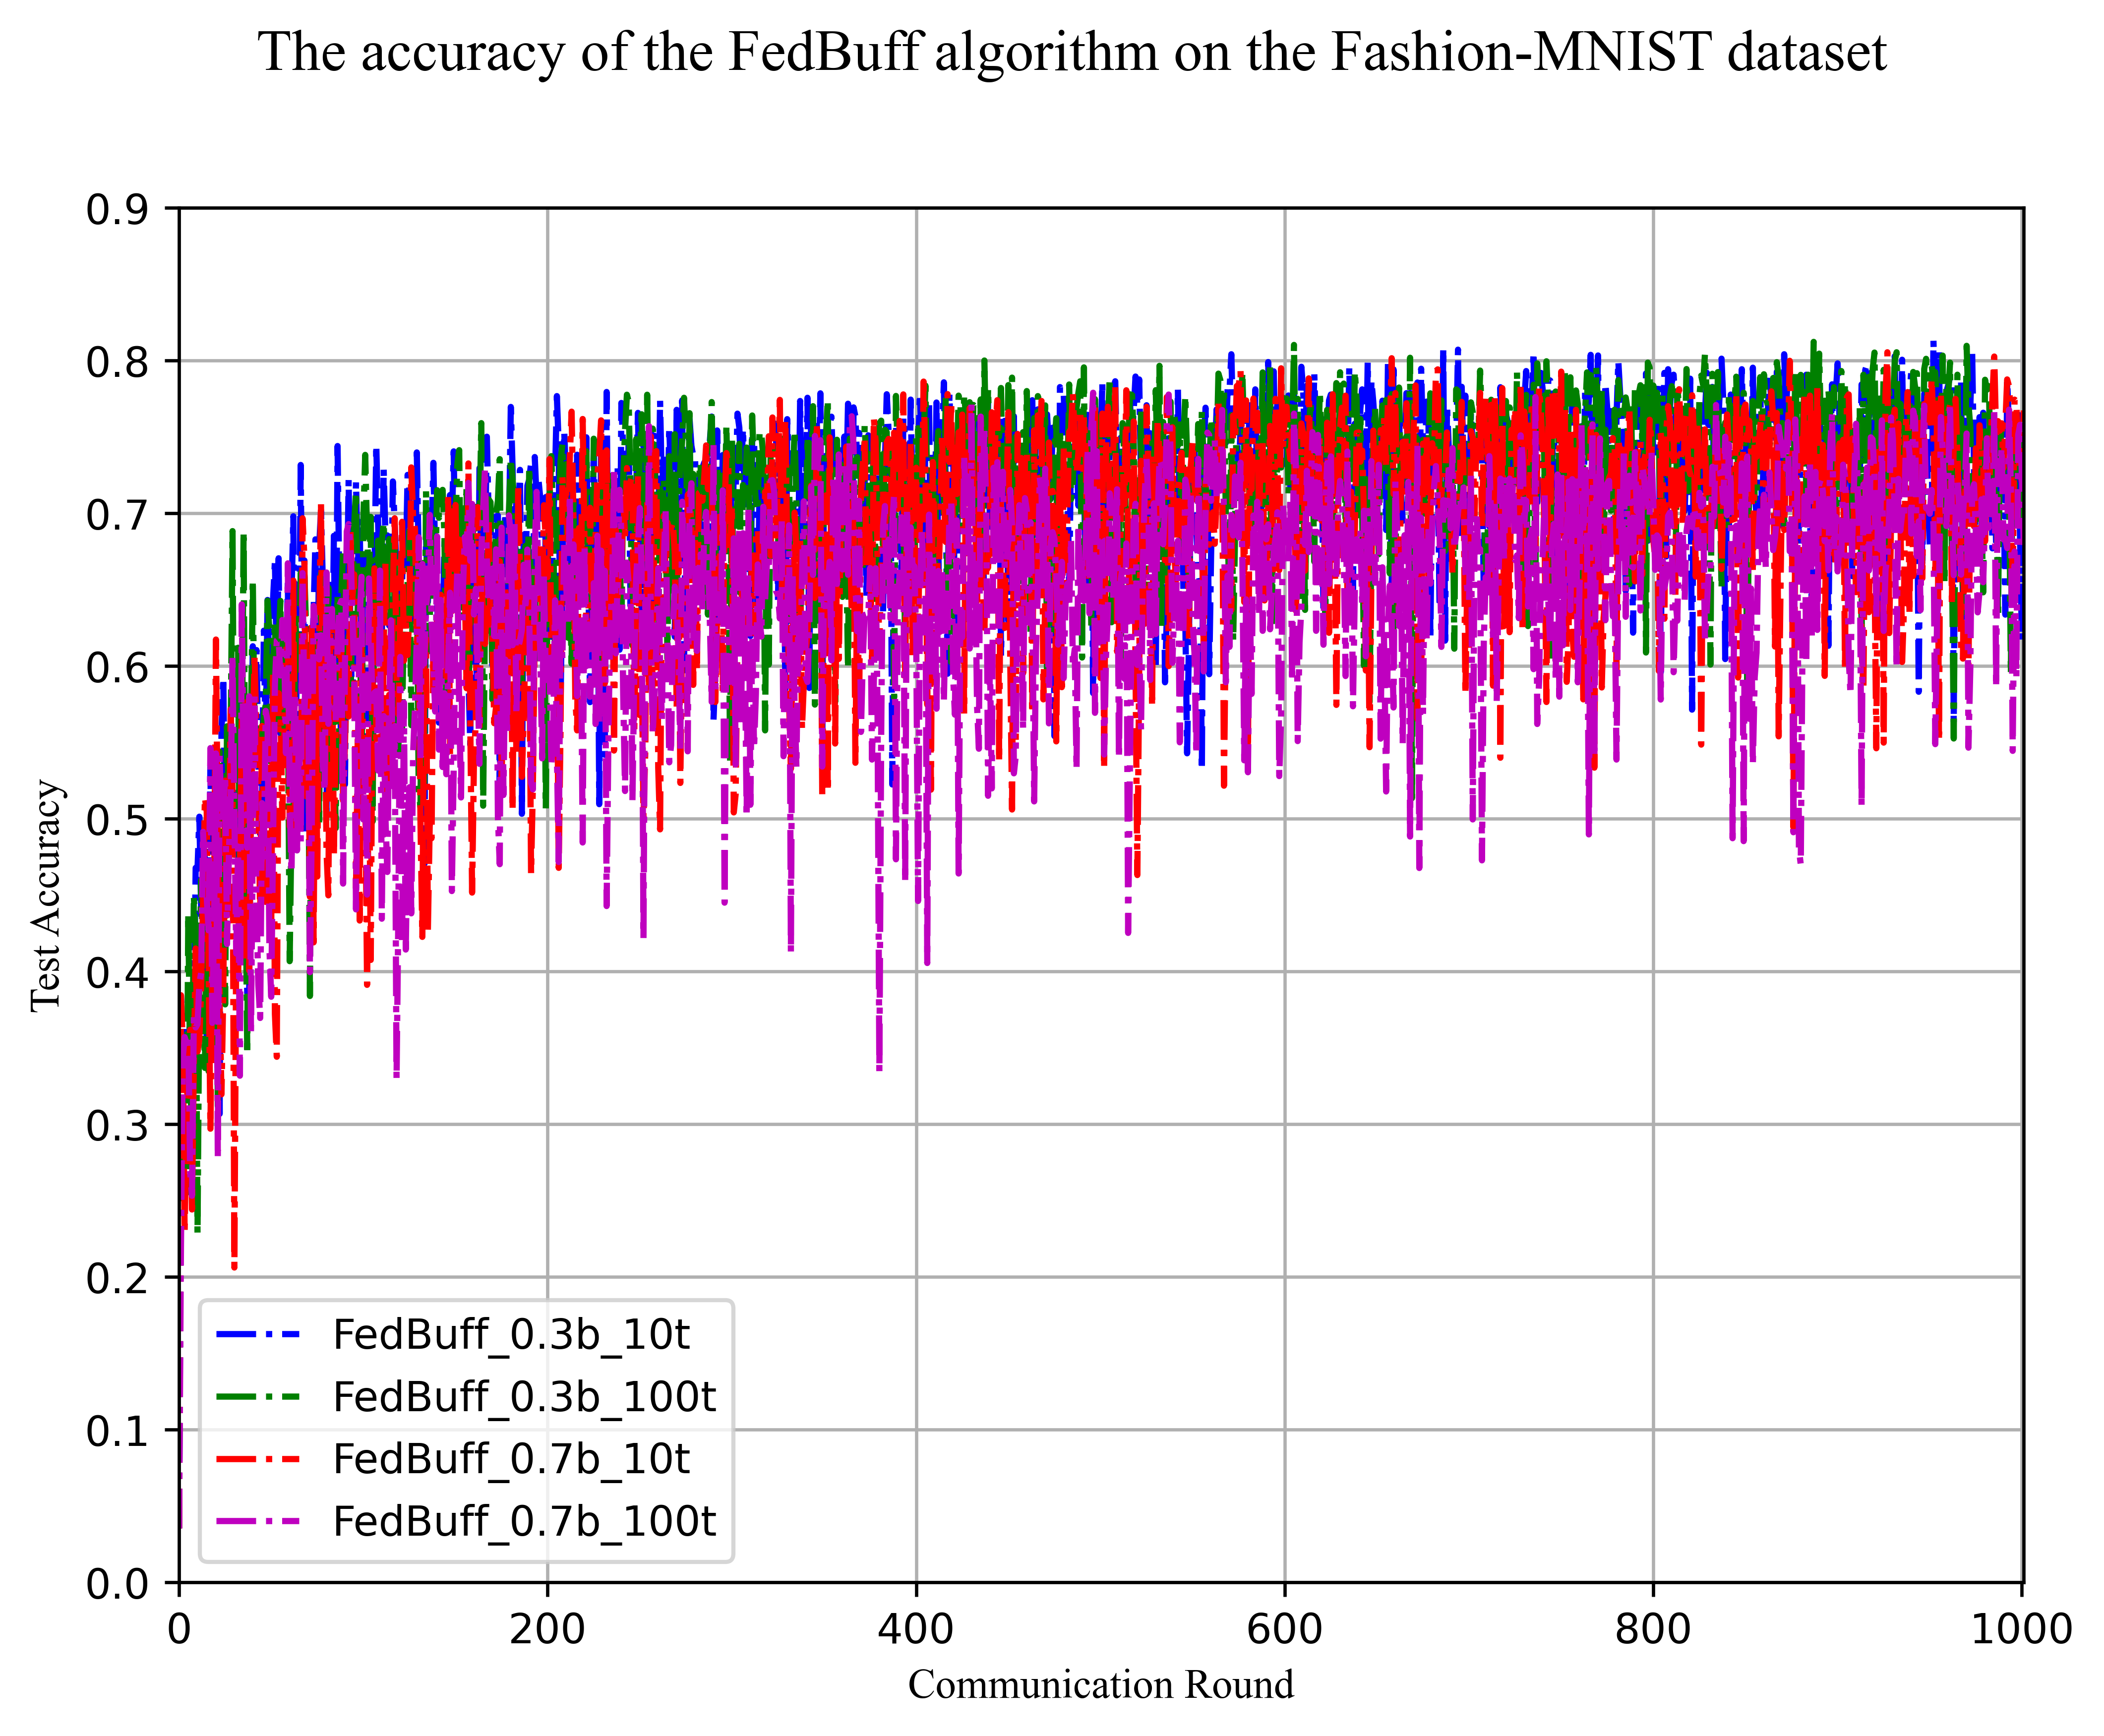 The accuracy of the FedBuff algorithm on the Fashion-MNIST dataset
0.9
0.8
0.7
0.6
0.5
0.4
0.3
0.2
0.1
0.0
Test Accuracy
FedBuff_0.3b_10t
FedBuff_0.3b_100t
FedBuff_0.7b_10t
FedBuff_0.7b_100t
0 200 400 600 800 1000
Communication Round